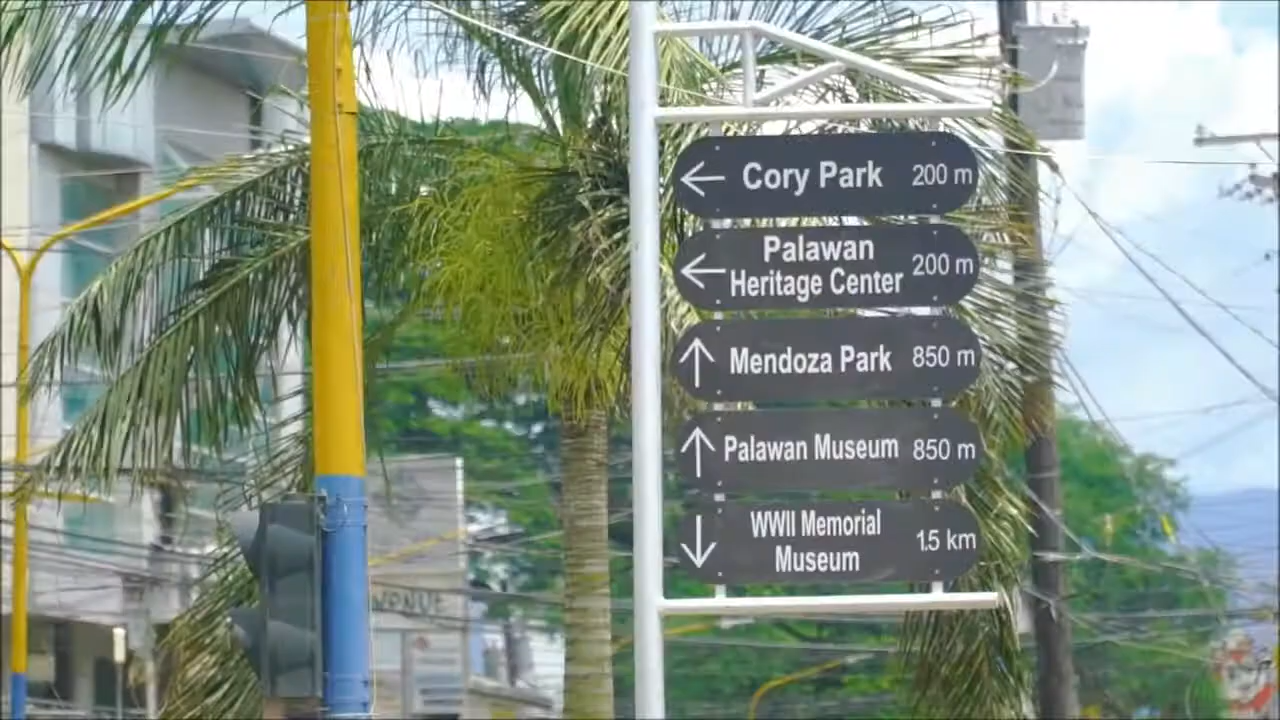 Cory Park 200 m
Palawan
Heritage Center 200 m
Mendoza Park 850 m
Palawan Museum 850 m
WWII Memorial
Museum 1.5 km